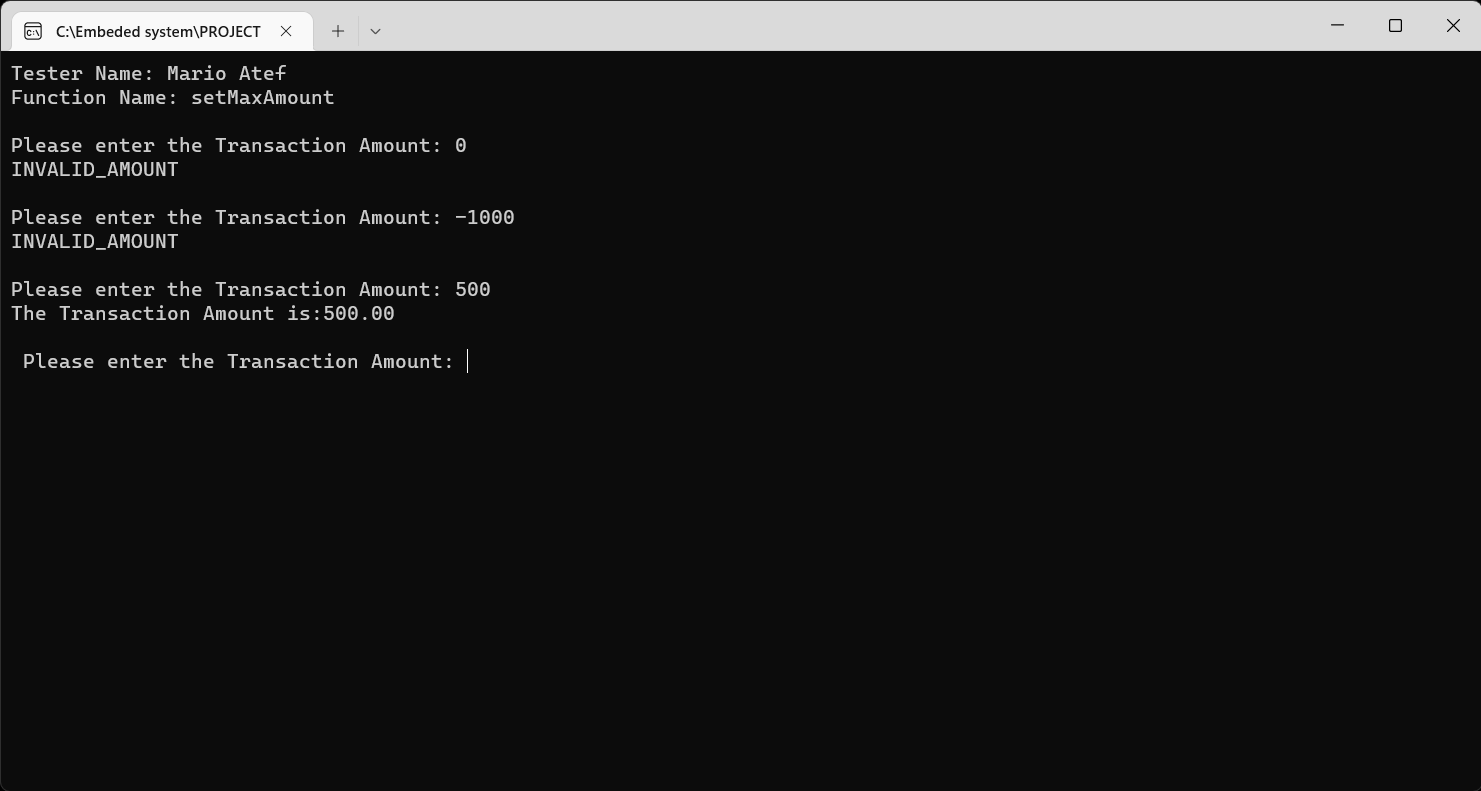 C:\Embeded system\PROJECT
Tester Name: Mario Atef
Function Name: setMaxAmount
Please enter the Transaction Amount: 0
INVALID_AMOUNT
Please enter the Transaction Amount: -1000
INVALID_AMOUNT
Please enter the Transaction Amount: 500
The Transaction Amount is:500.00
Please enter the Transaction Amount: